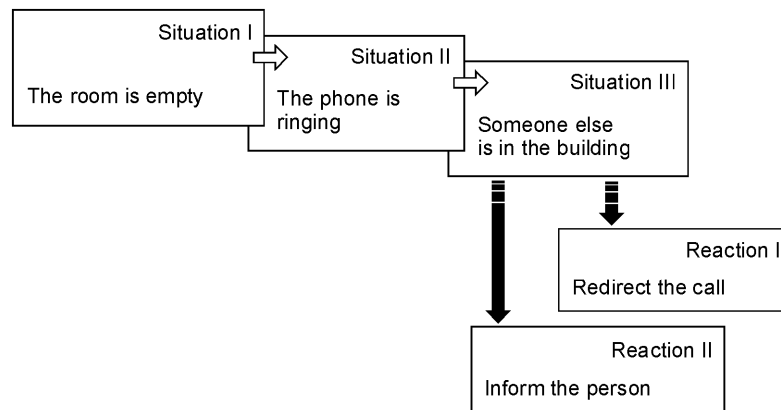 Situation I
The room is empty
Situation II
The phone is
ringing
Situation III
Someone else
is in the building
Reaction I
Redirect the call
Reaction II
Inform the person